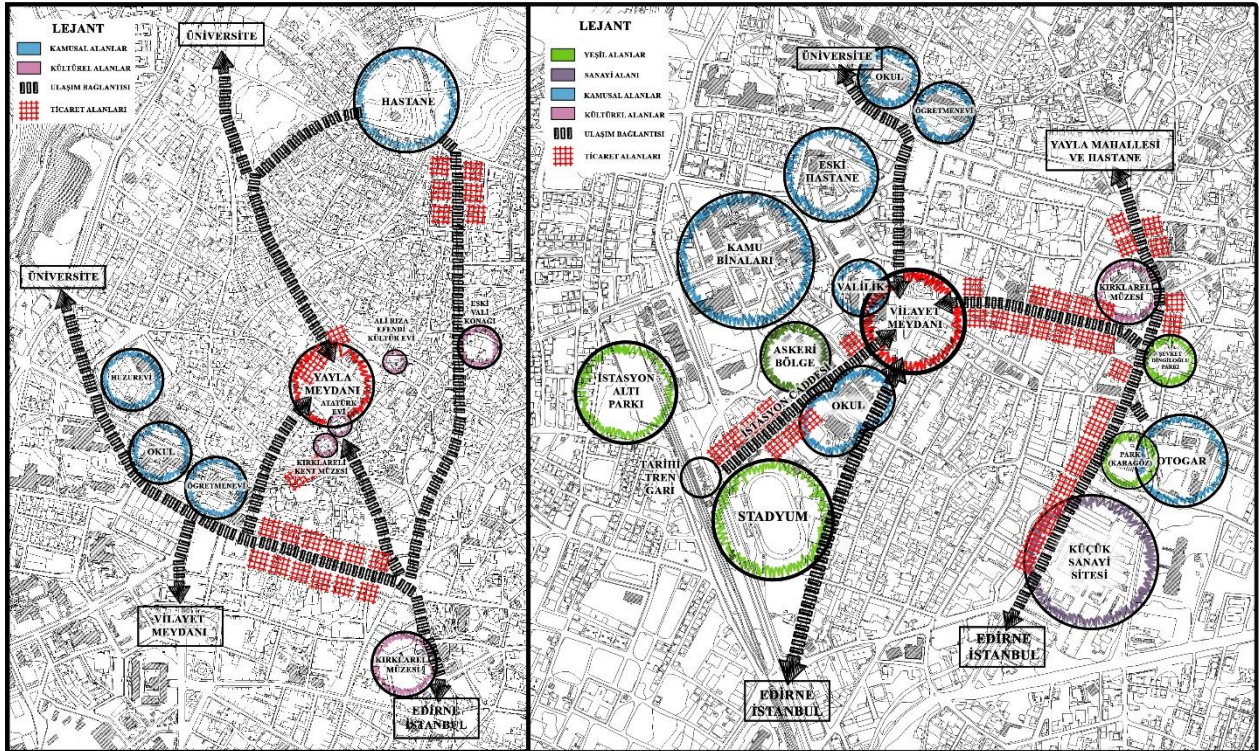 LEJANT
KAMUSAL ALANLAR
KÜLTÜREL ALANLAR
ULAŞIM BAĞLANTISI
TİCARET ALANLARI
ÜNİVERSİTE
HASTANE
ÜNİVERSİTE
ESKİ
VALİ
KONAĞI
ALİ RIZA
EFENDİ
KÜLTÜR EVİ
HUZUREVİ
YAYLA
MEYDANI
ATATÜRK
EVİ
OKUL
KIRKLARELİ
KENT MÜZESİ
ÖĞRETMENEVİ
VİLAYET
MEYDANI
KIRKLARELİ
MÜZESİ
EDİRNE
İSTANBUL
LEJANT
YEŞİL ALANLAR
SANAYİ ALANI
KAMUSAL ALANLAR
KÜLTÜREL ALANLAR
ULAŞIM BAĞLANTISI
TİCARET ALANLARI
ÜNİVERSİTE
OKUL
ÖĞRETMENEVİ
YAYLA MAHALLESİ
VE HASTANE
ESKİ
HASTANE
KAMU
BİNALARI
VALİLİK
VİLAYET
MEYDANI
KIRKLARELİ
MÜZESİ
ASKERİ
BÖLGE
ŞEVKET
DİNGİLOĞLU
PARKI
İSTASYON
ALTI
PARKI
İSTASYON CADDESİ
OKUL
TARİHİ
TREN
GARI
PARK
(KARAGÖZ)
OTOGAR
STADYUM
KÜÇÜK
SANAYİ
SİTESİ
EDİRNE
İSTANBUL
EDİRNE
İSTANBUL